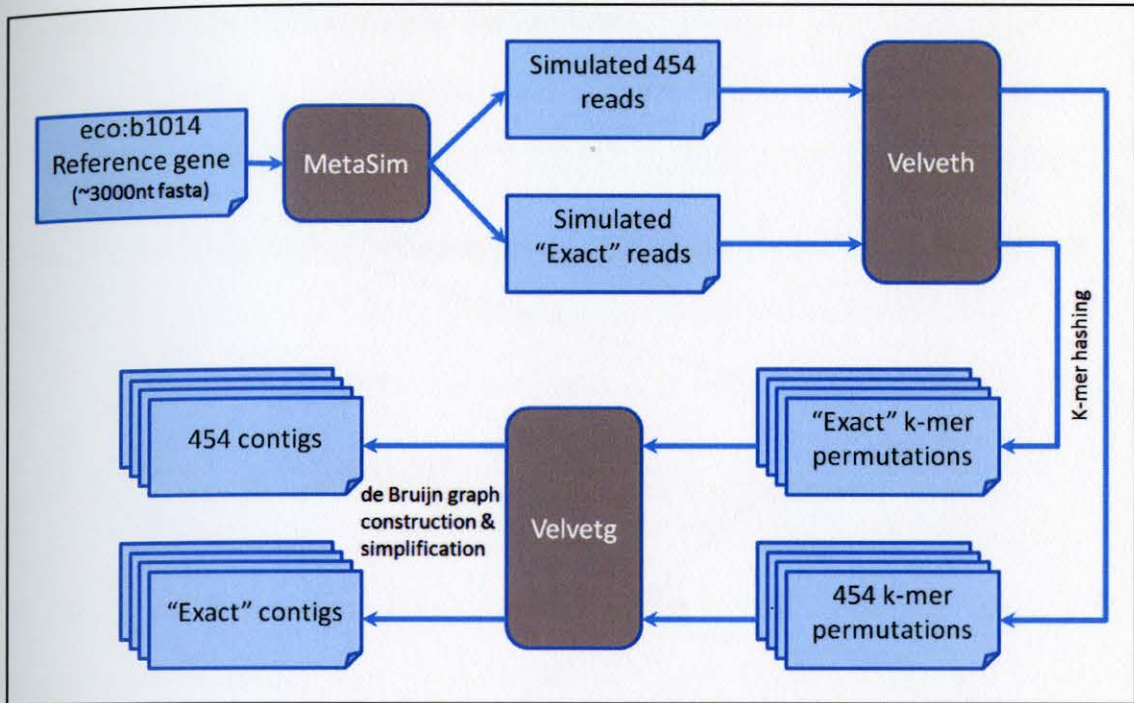 eco:b1014
Reference gene
(~3000nt fasta)
MetaSim
Simulated 454
reads
Simulated
“Exact” reads
Velveth
K-mer hashing
“Exact” k-mer
permutations
454 k-mer
permutations
Velvetg
de Bruijn graph
construction &
simplification
454 contigs
“Exact” contigs